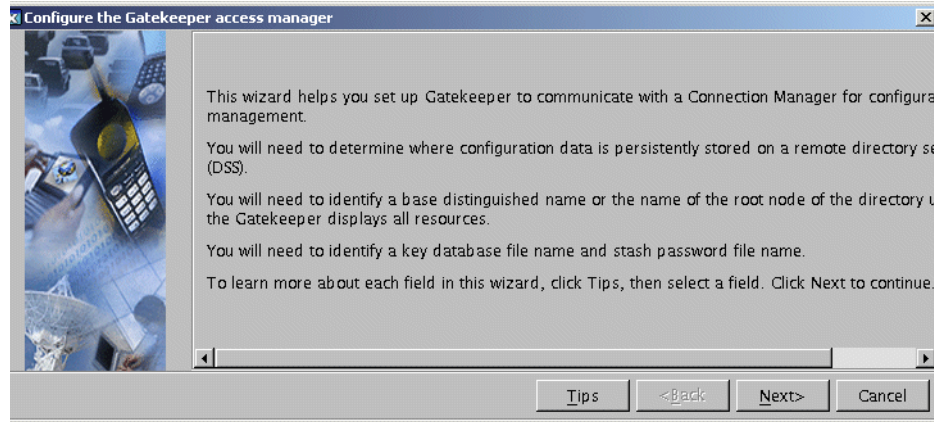 Configure the Gatekeeper access manager
This wizard helps you set up Gatekeeper to communicate with a Connection Manager for configura
management.
You will need to determine where configuration data is persistently stored on a remote directory se
(DSS).
You will need to identify a base distinguished name or the name of the root node of the directory u
the Gatekeeper displays all resources.
You will need to identify a key database file name and stash password file name.
To learn more about each field in this wizard, click Tips, then select a field. Click Next to continue.
Tips <Back Next> Cancel